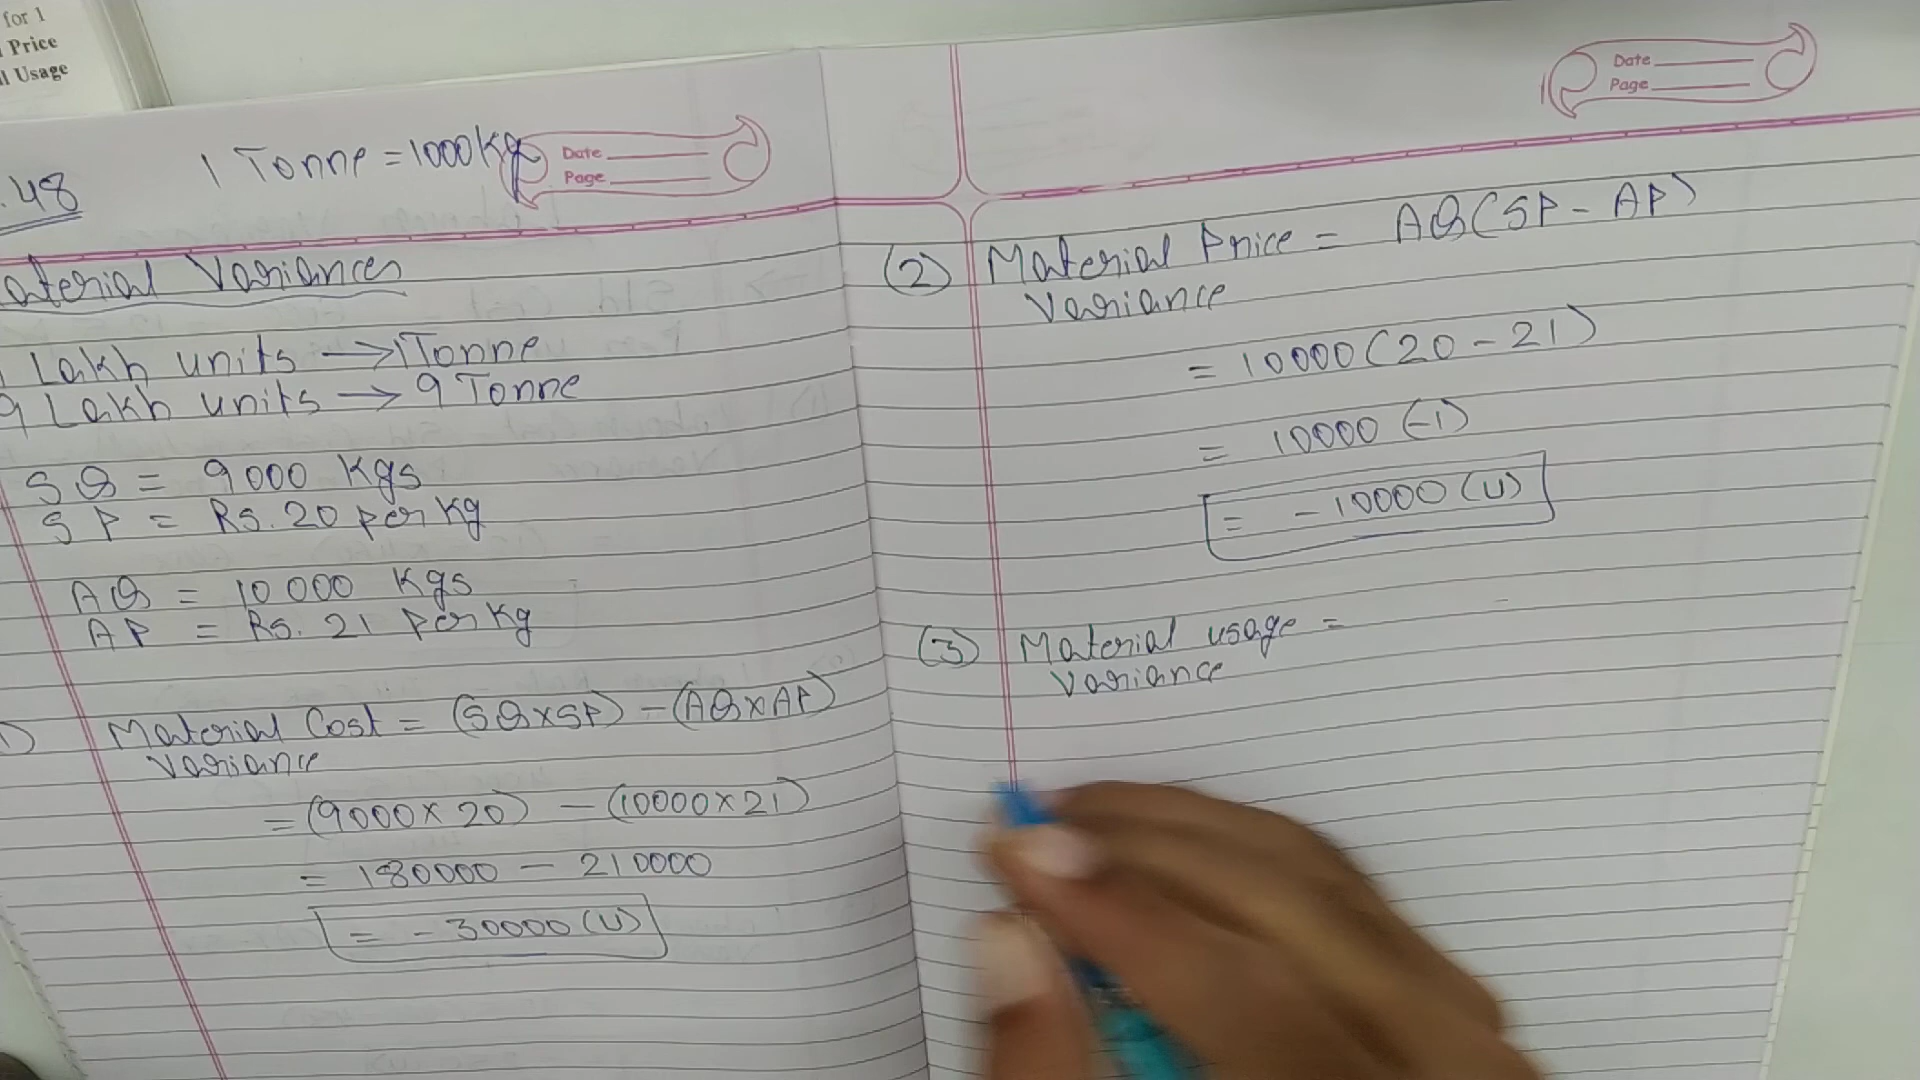 for 1
Price
Usage
1 Tonne = 1000 Kg
Date
Page
.48
aterial Variances
Lakh units → 1 Tonne
9 Lakh units → 9 Tonne
SQ = 9000 Kgs
SP = Rs. 20 per Kg
AQ = 10000 Kgs
AP = Rs. 21 per Kg
) Material Cost = (SQ×SP) - (AQ×AP)
Variance
= (9000×20) - (10000×21)
= 180000 - 210000
= -30000 (U)
Date
Page
(2) Material Price = AQ(SP - AP)
Variance
= 10000(20 - 21)
= 10000 (-1)
= -10000 (U)
(3) Material usage =
Variance